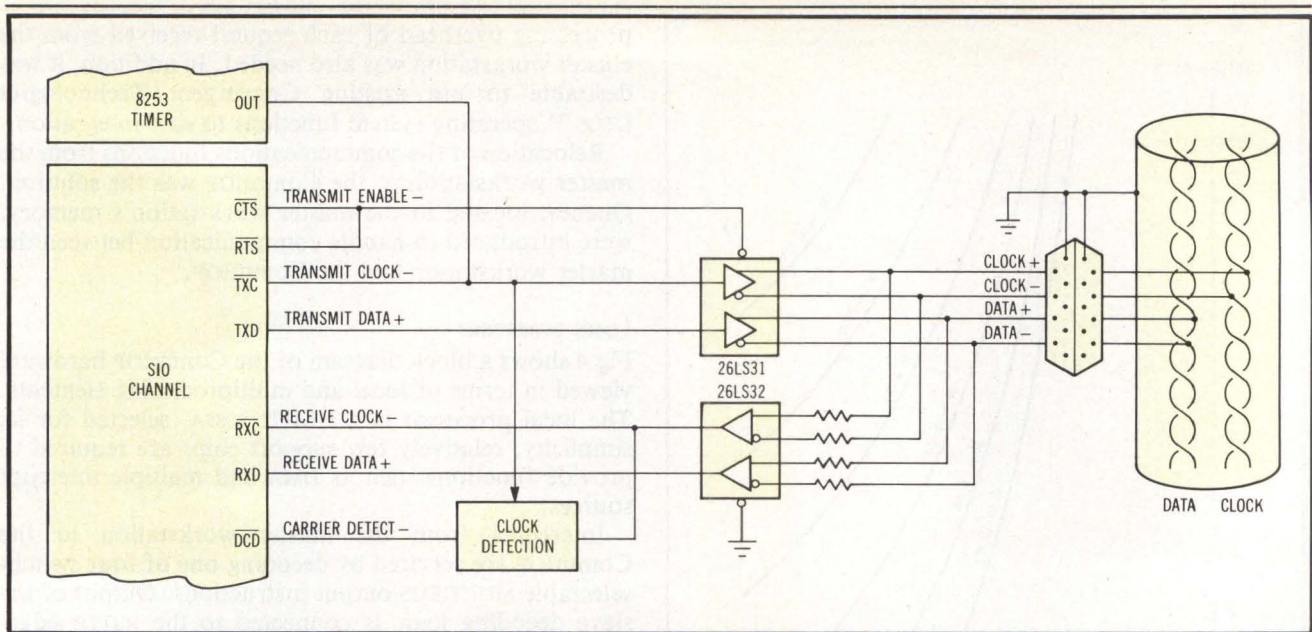 8253
TIMER
OUT
CTS
TRANSMIT ENABLE–
RTS
TXC
TRANSMIT CLOCK–
TXD
TRANSMIT DATA+
SIO
CHANNEL
RXC
RECEIVE CLOCK–
RXD
RECEIVE DATA+
DCD
CARRIER DETECT–
CLOCK
DETECTION
26LS31
26LS32
CLOCK+
CLOCK–
DATA+
DATA–
DATA CLOCK